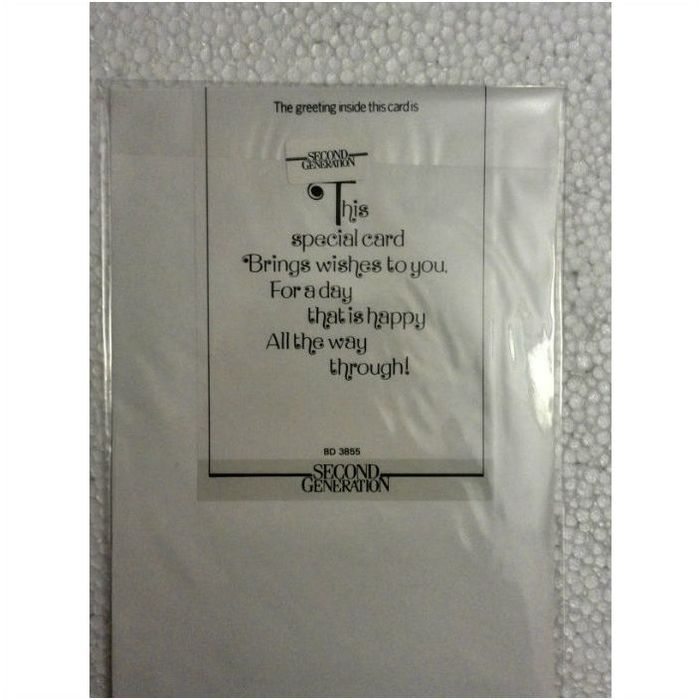 The greeting inside this card is
SECOND
GENERATION
This
special card
Brings wishes to you,
For a day
that is happy
All the way
through!
BD 3855
SECOND
GENERATION